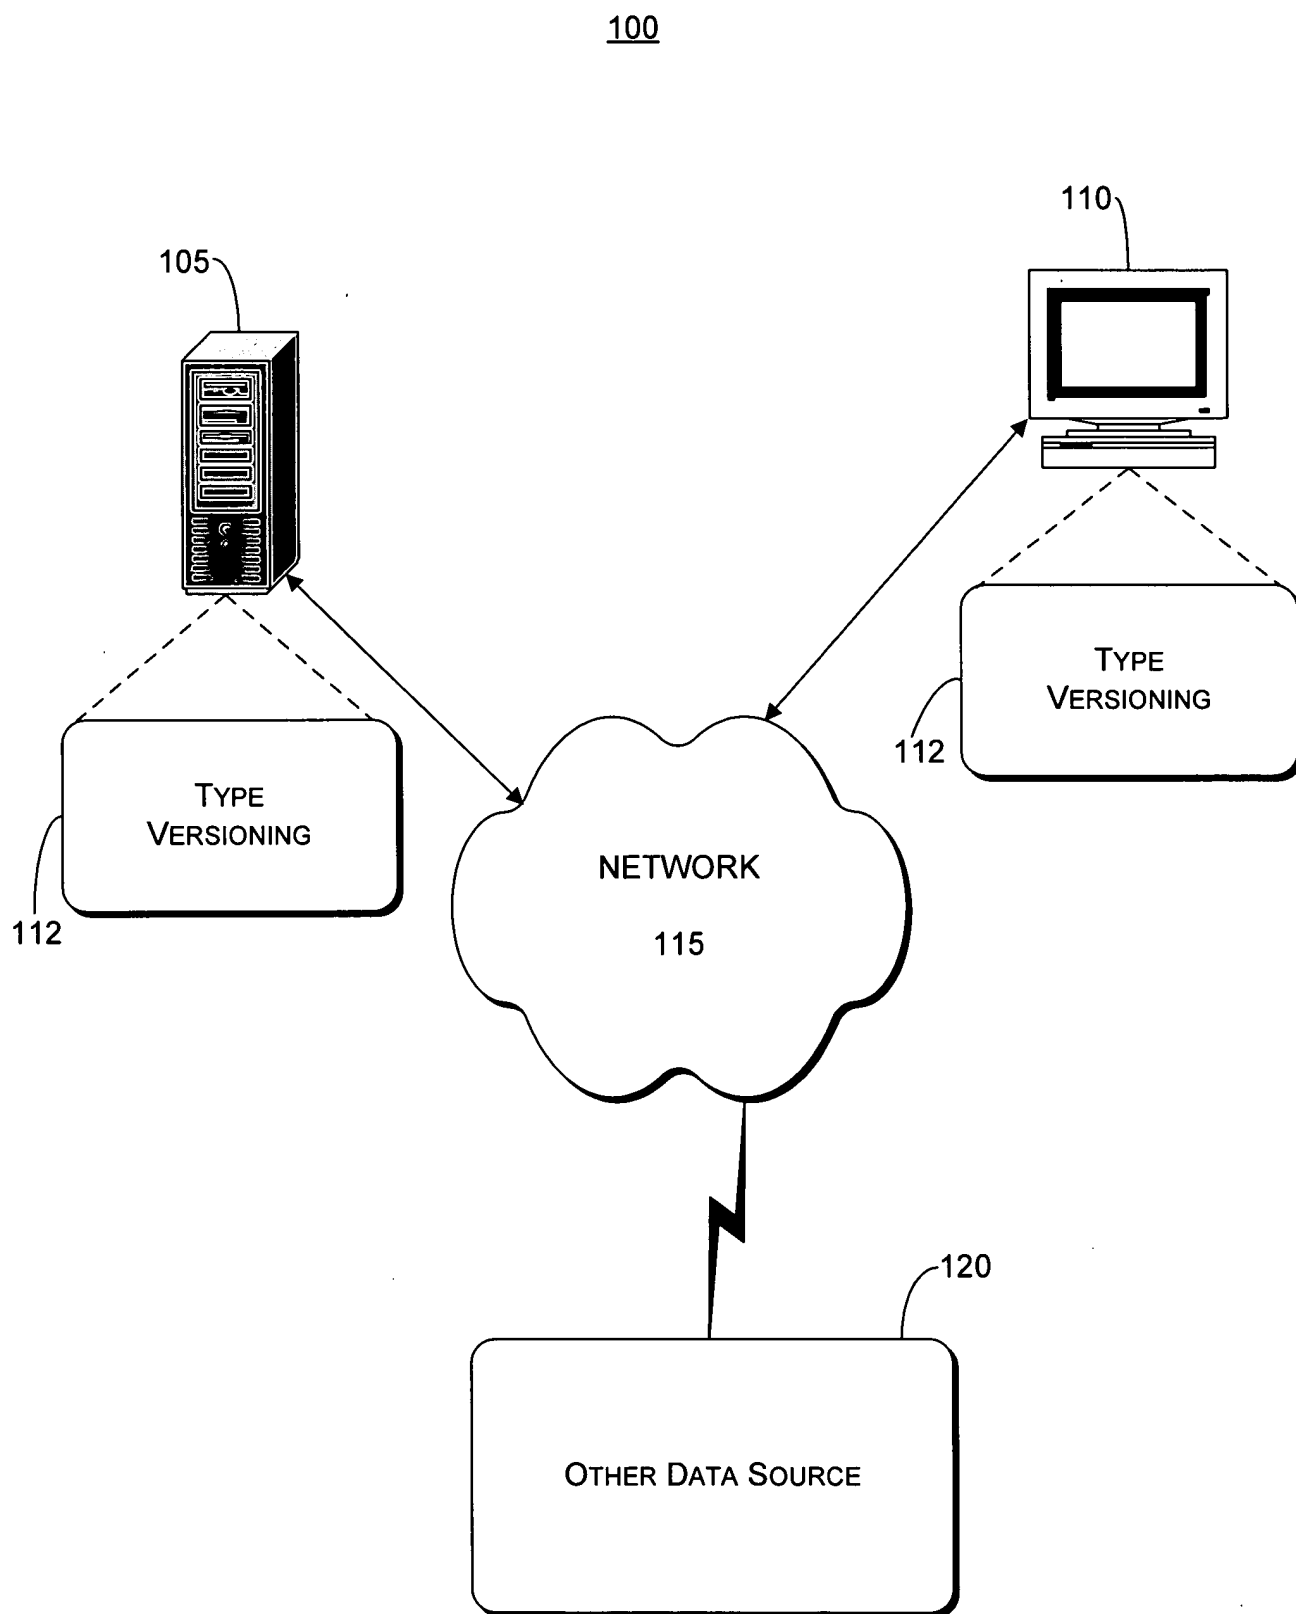 100
110
105
TYPE
VERSIONING
112
TYPE
VERSIONING
112
NETWORK
115
120
OTHER DATA SOURCE